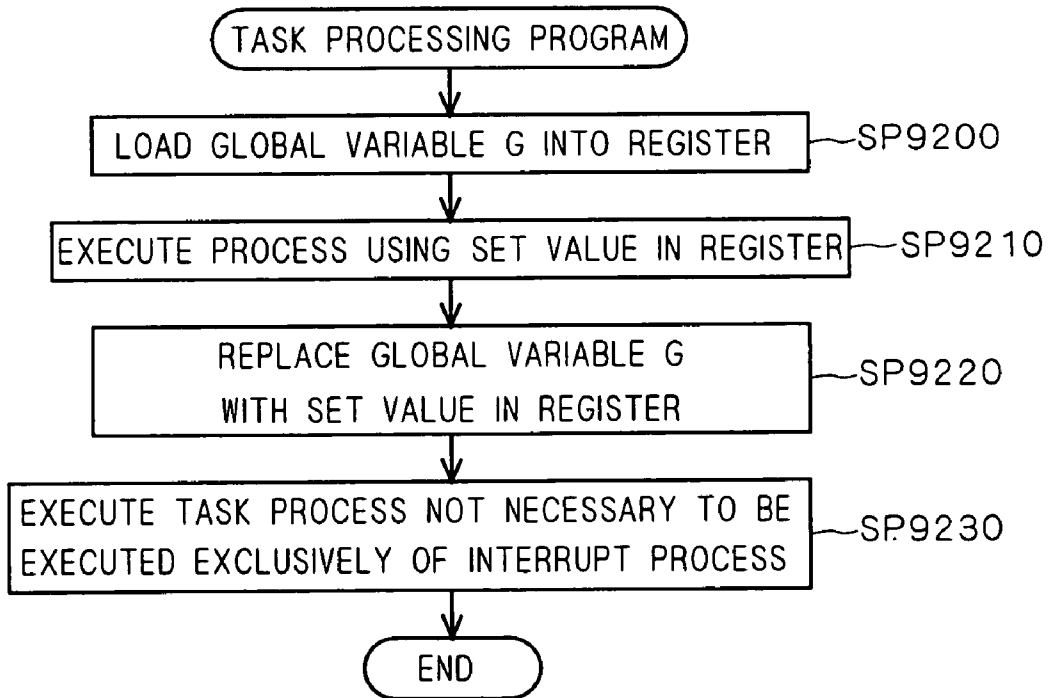 TASK PROCESSING PROGRAM
LOAD GLOBAL VARIABLE G INTO REGISTER
SP9200
EXECUTE PROCESS USING SET VALUE IN REGISTER
SP9210
REPLACE GLOBAL VARIABLE G
WITH SET VALUE IN REGISTER
SP9220
EXECUTE TASK PROCESS NOT NECESSARY TO BE
EXECUTED EXCLUSIVELY OF INTERRUPT PROCESS
SP9230
END